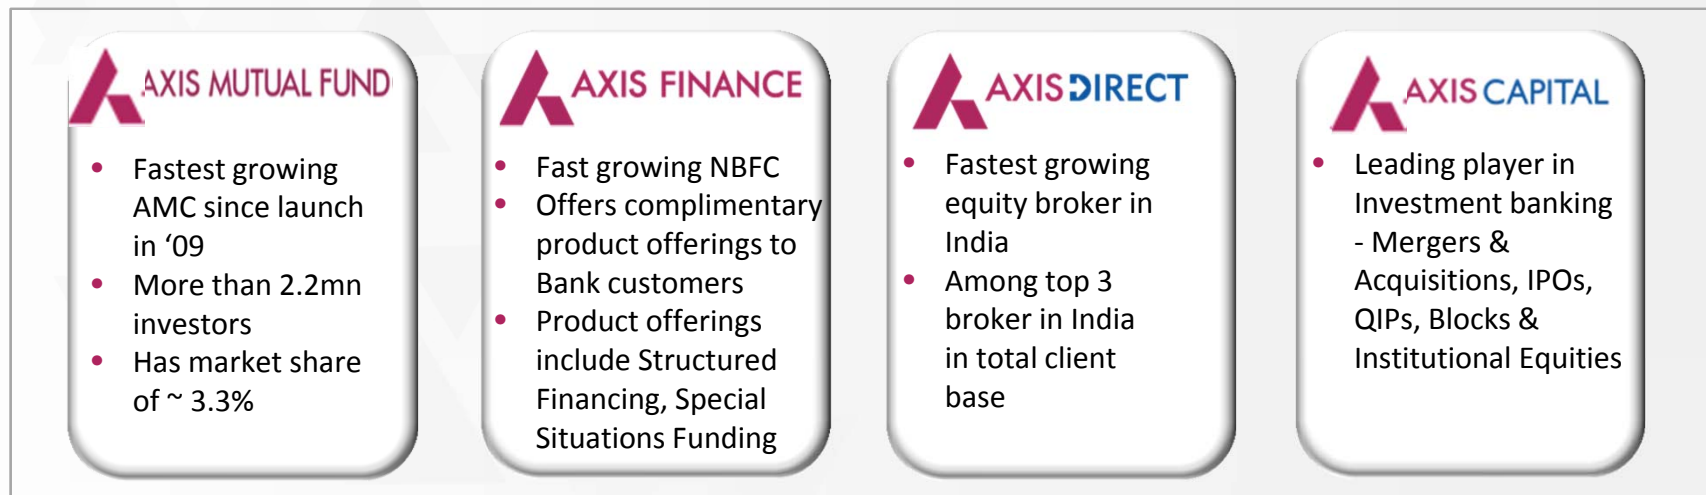 AXIS MUTUAL FUND
• Fastest growing
AMC since launch
in ‘09
• More than 2.2mn
investors
• Has market share
of ~ 3.3%
AXIS FINANCE
• Fast growing NBFC
• Offers complimentary
product offerings to
Bank customers
• Product offerings
include Structured
Financing, Special
Situations Funding
AXIS DIRECT
• Fastest growing
equity broker in
India
• Among top 3
broker in India
in total client
base
AXIS CAPITAL
• Leading player in
Investment banking
- Mergers &
Acquisitions, IPOs,
QIPs, Blocks &
Institutional Equities